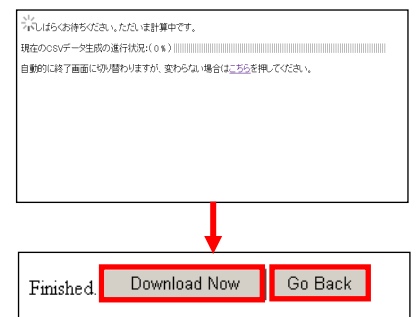 しばらくお待ちください。ただいま計算中です。
現在のCSVデータ生成の進行状況:(0%)||||||||||||||||||||||||||||||||||||||||||||||||||||||||||||||||||||||||||||||||||||||||||||||||||||
自動的に終了画面に切り替わりますが、変わらない場合はこちらを押してください。
Finished. Download Now Go Back